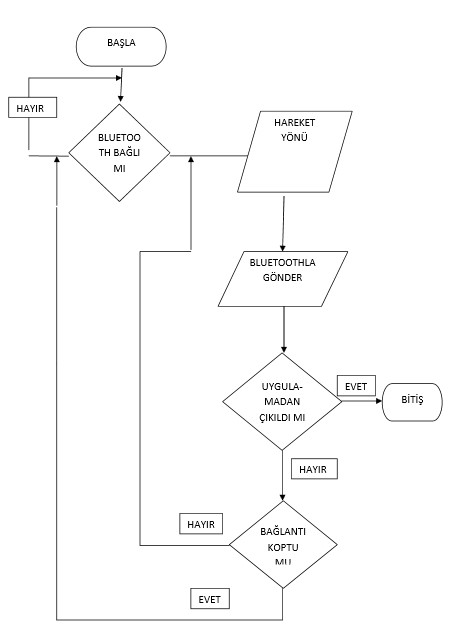 BAŞLA
HAYIR
BLUETOO
TH BAĞLI
MI
HAREKET
YÖNÜ
BLUETOOTHLA
GÖNDER
UYGULA-
MADAN
ÇIKILDI MI
EVET
BİTİŞ
HAYIR
HAYIR
BAĞLANTI
KOPTU
MU
EVET